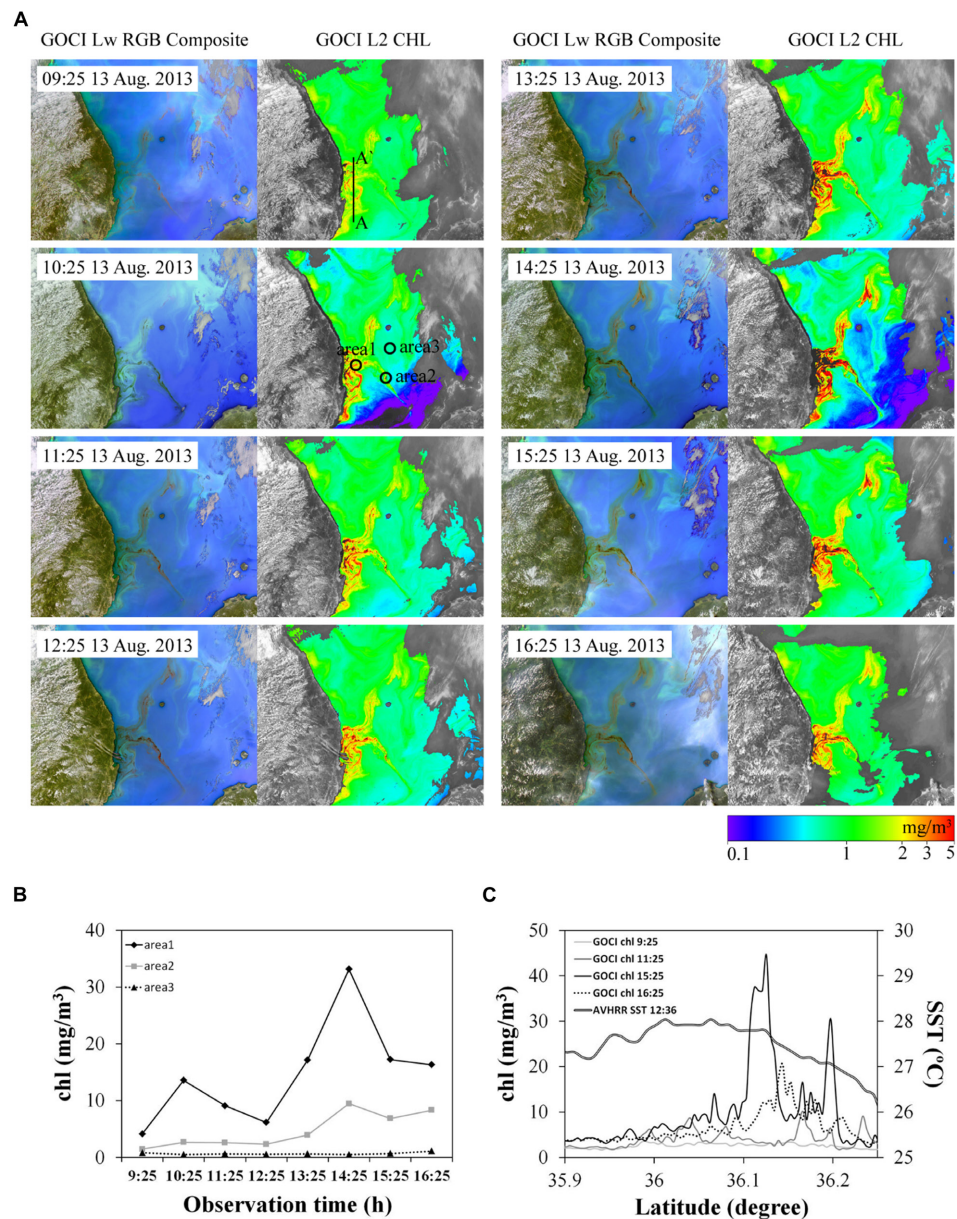 A
GOCI Lw RGB Composite
GOCI L2 CHL
GOCI Lw RGB Composite
GOCI L2 CHL
09:25 13 Aug. 2013
A`
A
13:25 13 Aug. 2013
10:25 13 Aug. 2013
area1
area3
area2
14:25 13 Aug. 2013
11:25 13 Aug. 2013
15:25 13 Aug. 2013
12:25 13 Aug. 2013
16:25 13 Aug. 2013
mg/m³
0.1 1 2 3 5
B
40
30
20
10
0
chl (mg/m³)
area1
area2
area3
9:25 10:25 11:25 12:25 13:25 14:25 15:25 16:25
Observation time (h)
C
50
40
30
20
10
0
chl (mg/m³)
GOCI chl 9:25
GOCI chl 11:25
GOCI chl 15:25
GOCI chl 16:25
AVHRR SST 12:36
30
29
28
27
26
25
SST (°C)
35.9 36 36.1 36.2
Latitude (degree)